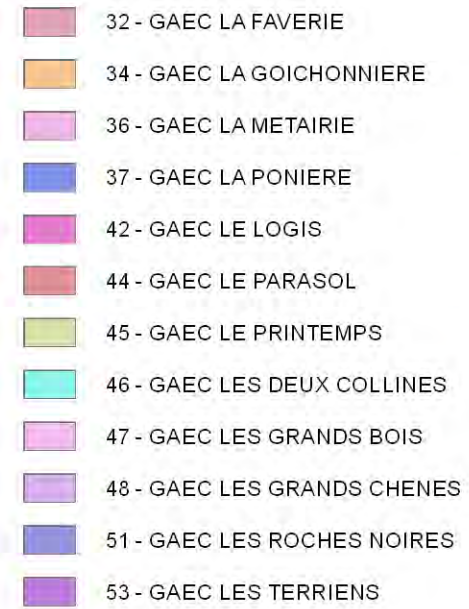 32 - GAEC LA FAVERIE
34 - GAEC LA GOICHONNIERE
36 - GAEC LA METAIRIE
37 - GAEC LA PONIERE
42 - GAEC LE LOGIS
44 - GAEC LE PARASOL
45 - GAEC LE PRINTEMPS
46 - GAEC LES DEUX COLLINES
47 - GAEC LES GRANDS BOIS
48 - GAEC LES GRANDS CHENES
51 - GAEC LES ROCHES NOIRES
53 - GAEC LES TERRIENS